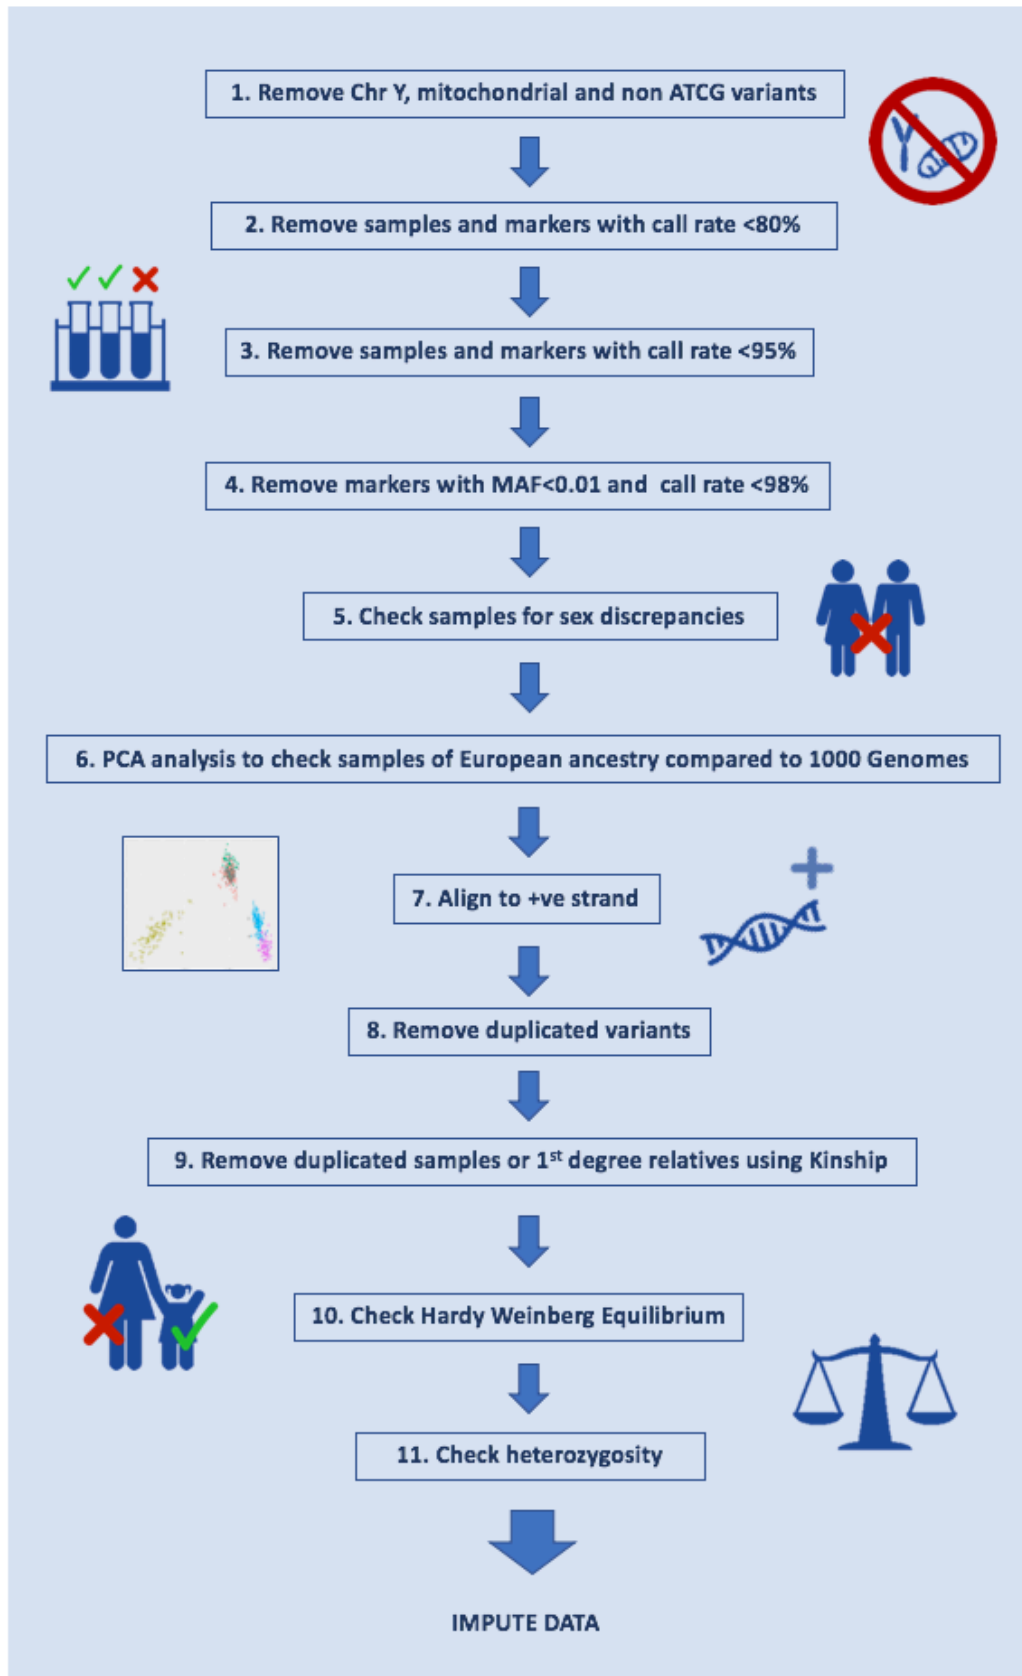 1. Remove Chr Y, mitochondrial and non ATCG variants
2. Remove samples and markers with call rate <80%
3. Remove samples and markers with call rate <95%
4. Remove markers with MAF<0.01 and  call rate <98%
5. Check samples for sex discrepancies
6. PCA analysis to check samples of European ancestry compared to 1000 Genomes
7. Align to +ve strand
8. Remove duplicated variants
9. Remove duplicated samples or 1st degree relatives using Kinship
10. Check Hardy Weinberg Equilibrium
11. Check heterozygosity
IMPUTE DATA